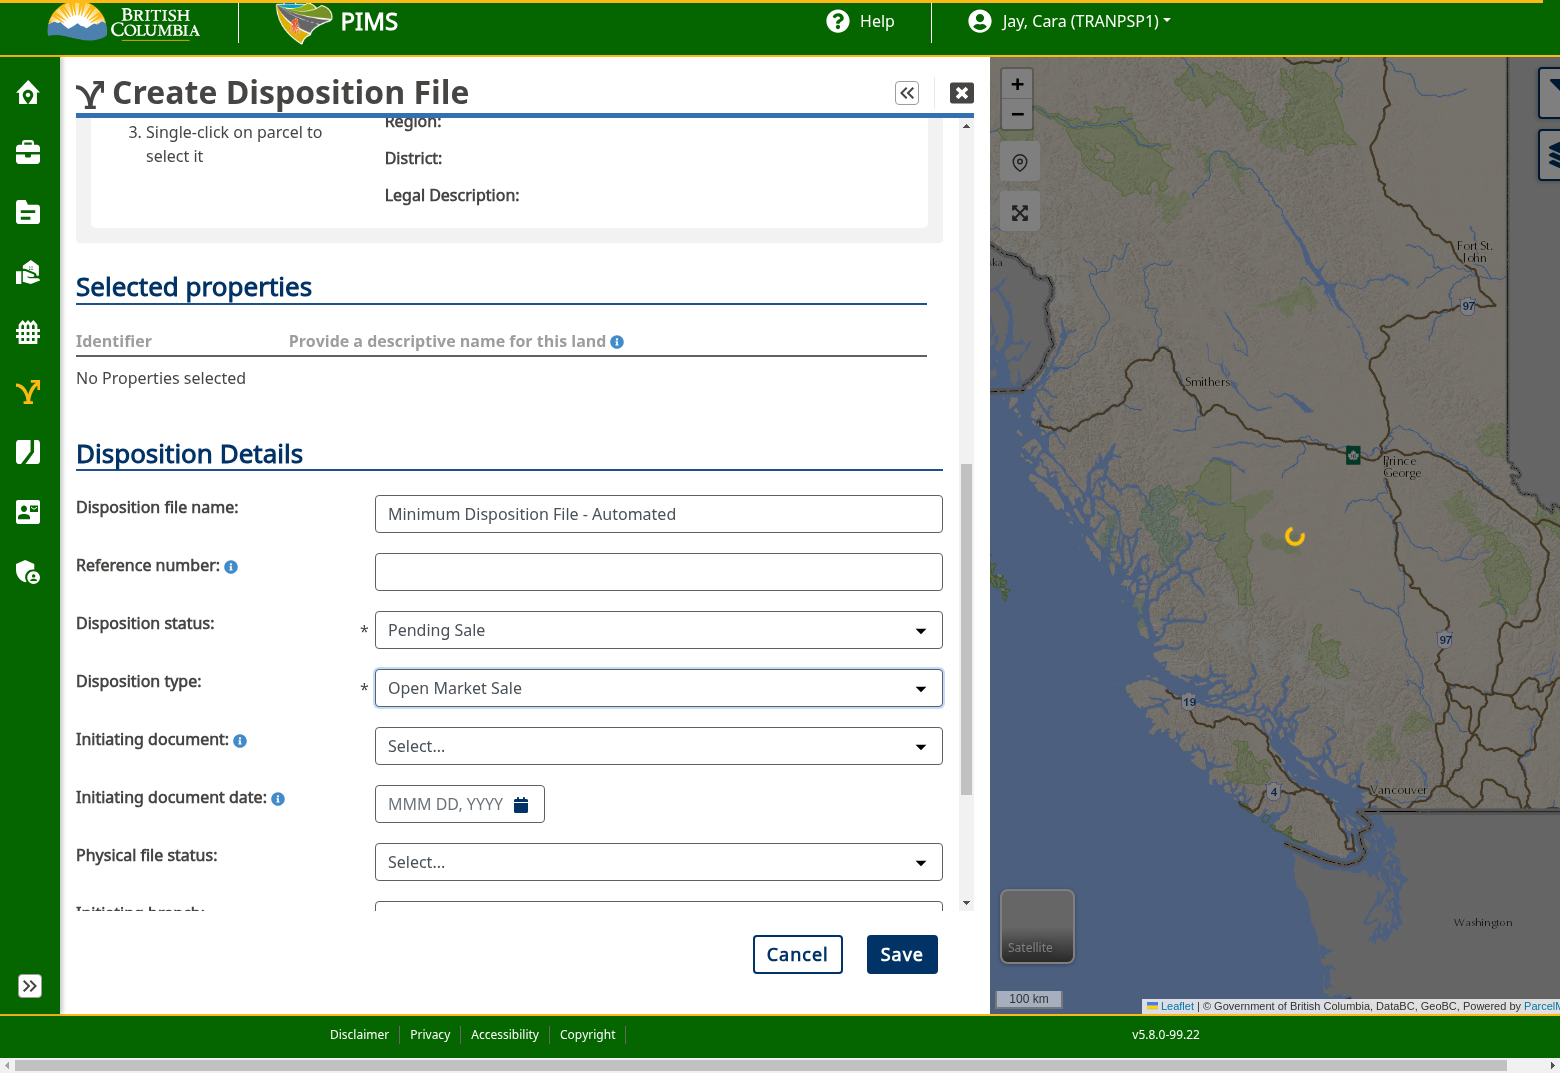 BRITISH
COLUMBIA
PIMS
Help
Jay, Cara (TRANPSP1)
Create Disposition File
3. Single-click on parcel to
select it
Region:
District:
Legal Description:
Selected properties
Identifier
Provide a descriptive name for this land
No Properties selected
Disposition Details
Disposition file name:
Minimum Disposition File - Automated
Reference number:
Disposition status:
* Pending Sale
Disposition type:
* Open Market Sale
Initiating document:
Select...
Initiating document date:
MMM DD, YYYY
Physical file status:
Select...
Initiating branch:
Cancel
Save
+
−
Fort St.
John
97
Smithers
16
Prince
George
97
19
4
Vancouver
Washington
Satellite
100 km
Leaflet | © Government of British Columbia, DataBC, GeoBC, Powered by ParcelM
Disclaimer
Privacy
Accessibility
Copyright
v5.8.0-99.22